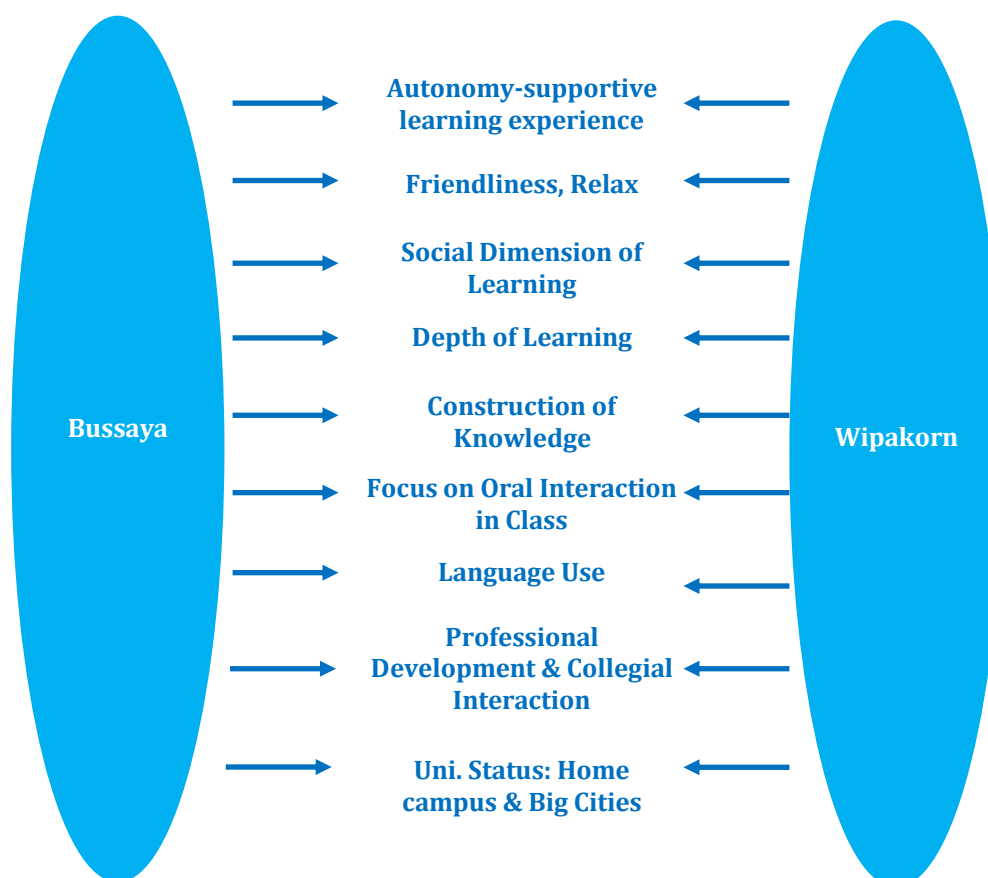 Autonomy-supportive
learning experience
Friendliness, Relax
Social Dimension of
Learning
Depth of Learning
Bussaya
Construction of
Knowledge
Wipakorn
Focus on Oral Interaction
in Class
Language Use
Professional
Development & Collegial
Interaction
Uni. Status: Home
campus & Big Cities